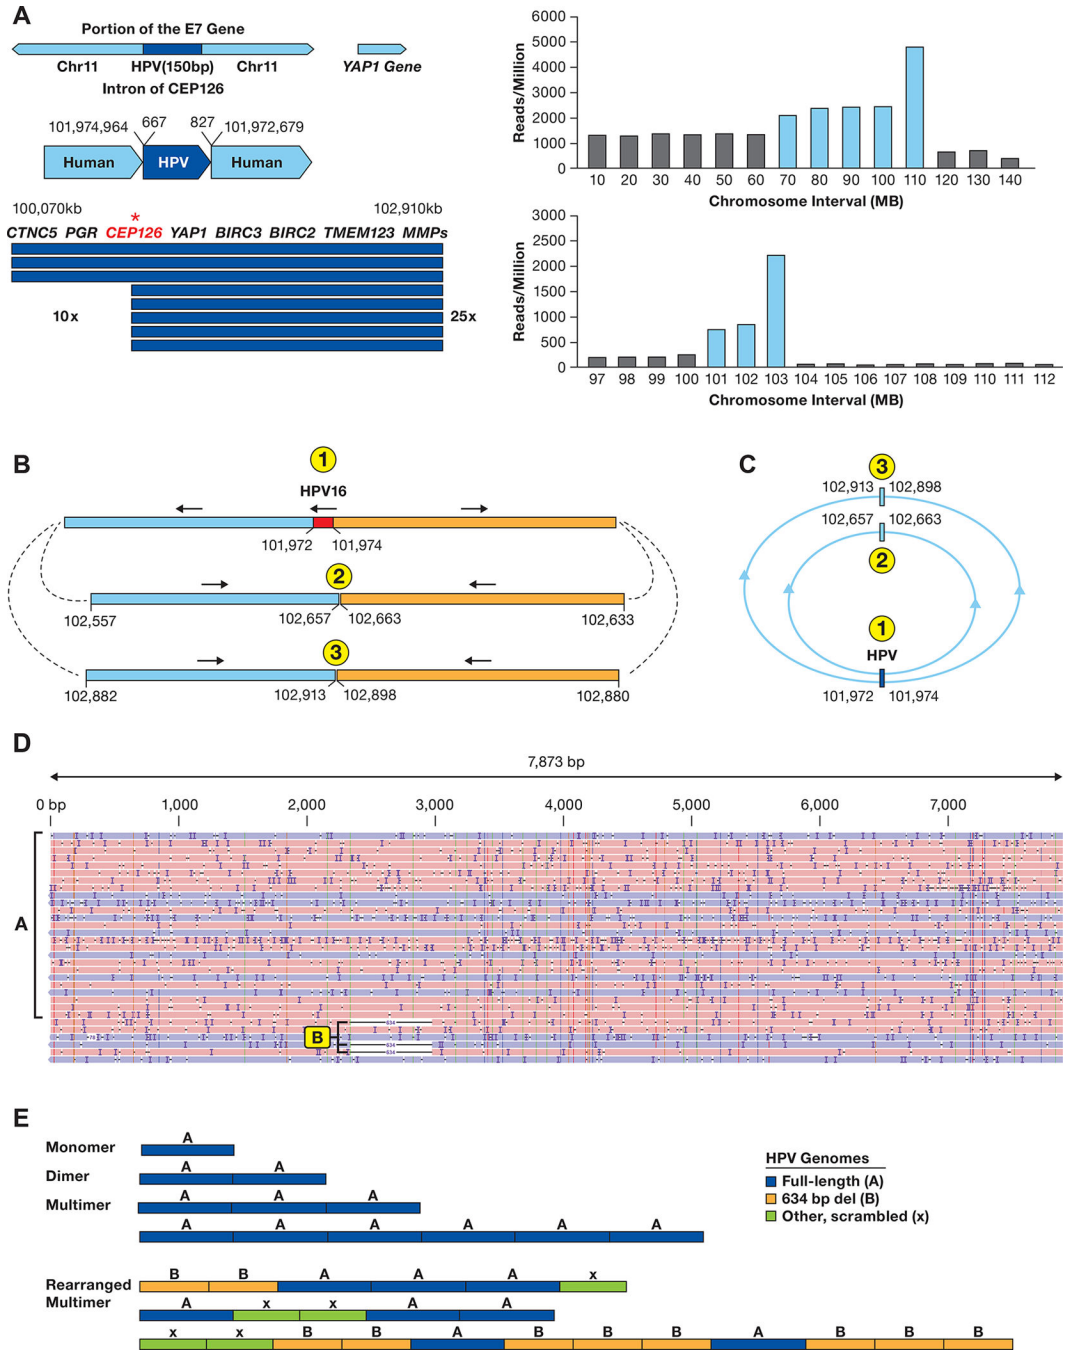 A
Portion of the E7 Gene
Chr11 HPV(150bp) Chr11 YAP1 Gene
Intron of CEP126
101,974,964 667 827 101,972,679
Human HPV Human
100,070kb * 102,910kb
CTNC5 PGR CEP126 YAP1 BIRC3 BIRC2 TMEM123 MMPs
10x 25x
Reads/Million
6000
5000
4000
3000
2000
1000
0
10 20 30 40 50 60 70 80 90 100 110 120 130 140
Chromosome Interval (MB)
Reads/Million
3000
2500
2000
1500
1000
500
0
97 98 99 100 101 102 103 104 105 106 107 108 109 110 111 112
Chromosome Interval (MB)
B
1
HPV16
101,972 101,974
2
102,557 102,657 102,663 102,633
3
102,882 102,913 102,898 102,880
C
3
102,913 102,898
102,657 102,663
2
1
HPV
101,972 101,974
D
7,873 bp
0 bp 1,000 2,000 3,000 4,000 5,000 6,000 7,000
A
B
634
634
634
E
Monomer A
Dimer A A
Multimer A A A
A A A A A A
Rearranged B B A A A x
Multimer A x x A A
x x B B A B B B A B B B
HPV Genomes
Full-length (A)
634 bp del (B)
Other, scrambled (x)